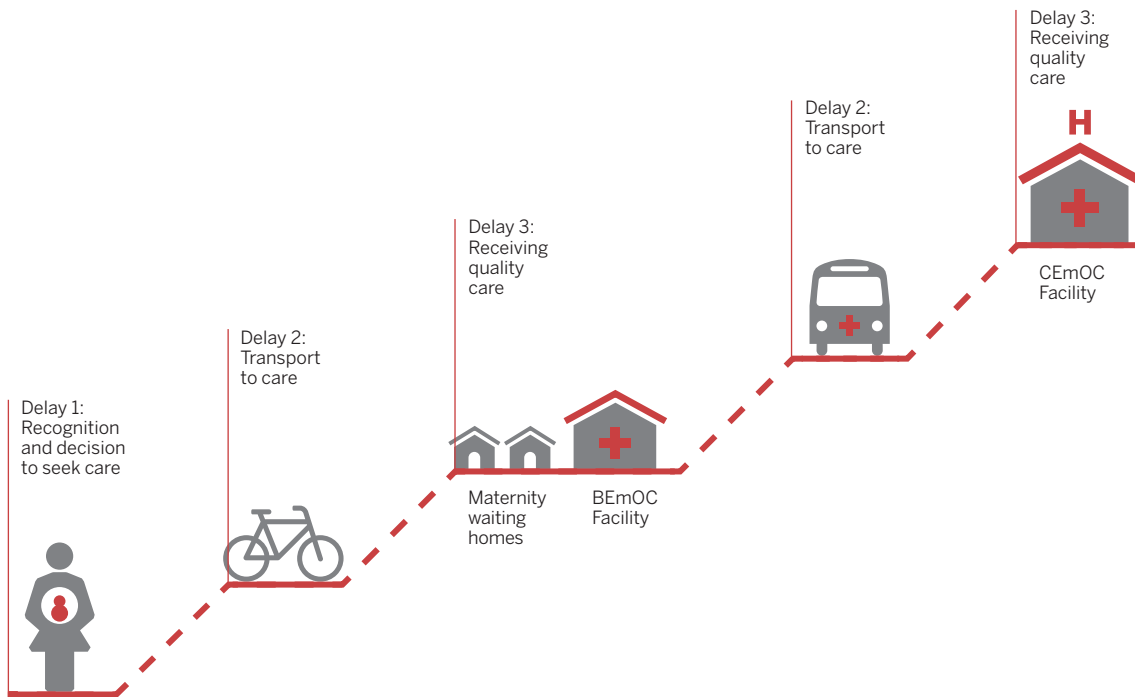 Delay 1:
Recognition
and decision
to seek care
Delay 2:
Transport
to care
Delay 3:
Receiving
quality
care
Maternity
waiting
homes
BEmOC
Facility
Delay 2:
Transport
to care
Delay 3:
Receiving
quality
care
H
CEmOC
Facility